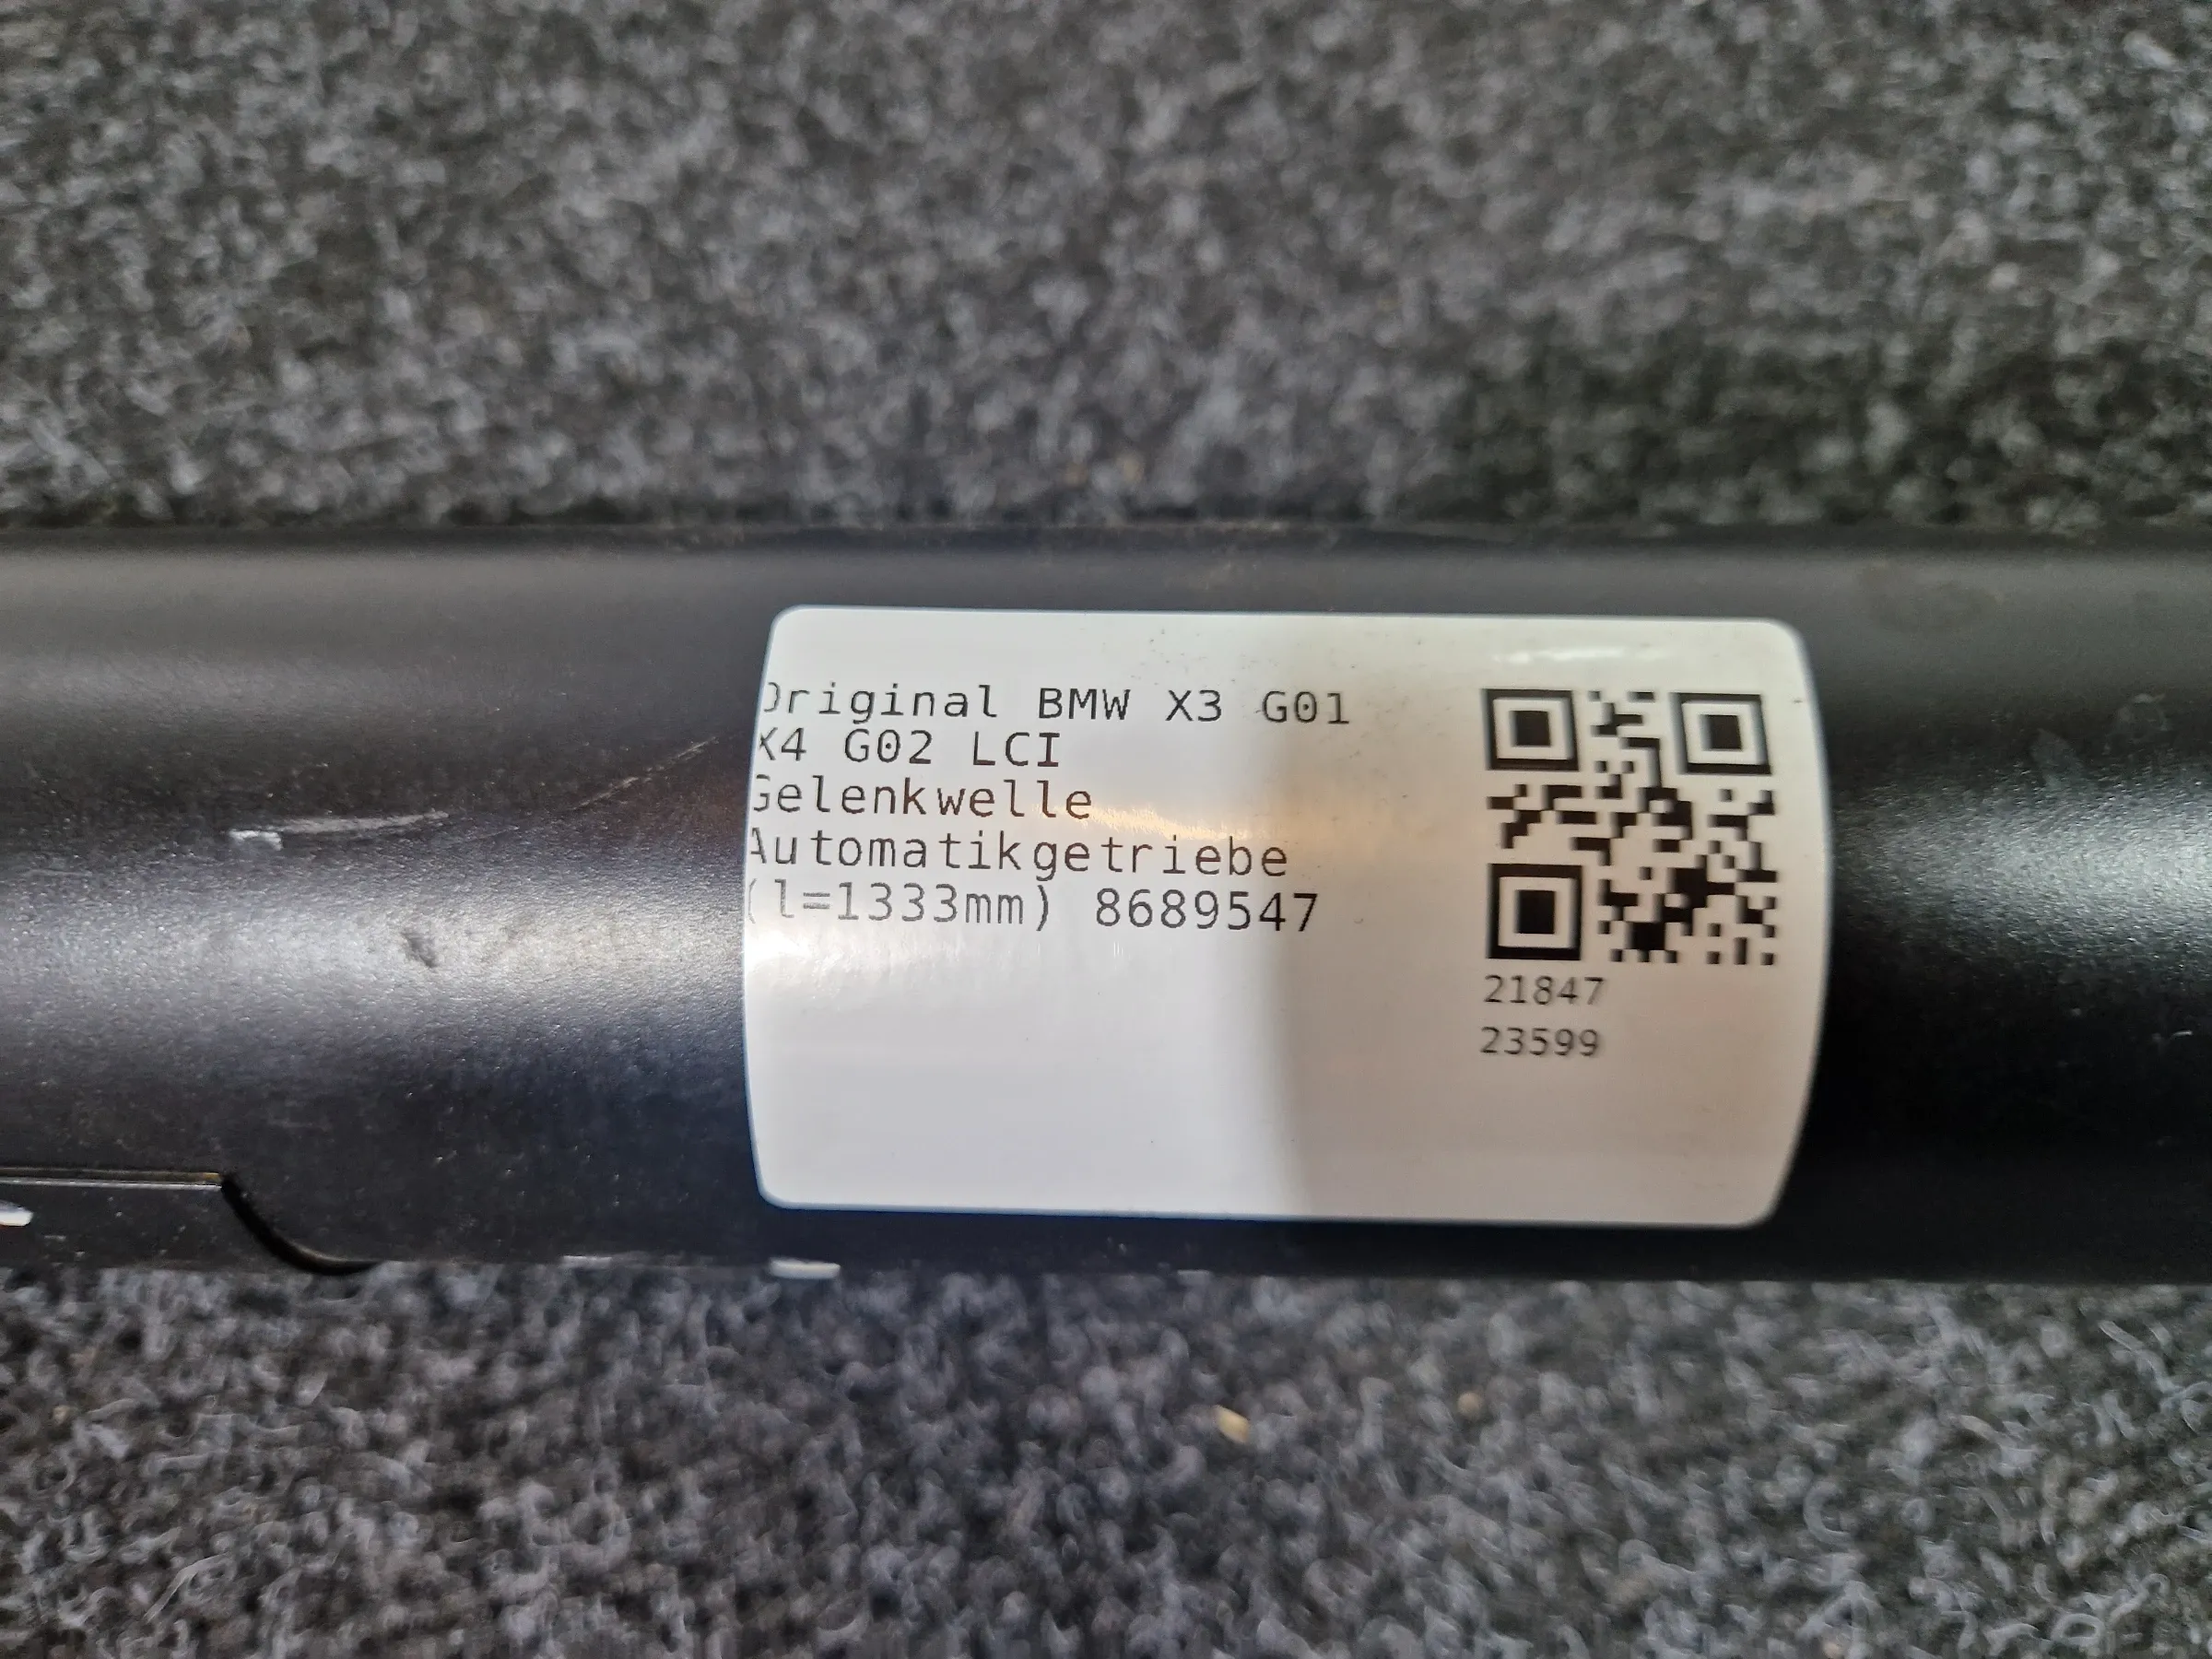 Original BMW X3 G01
X4 G02 LCI
Gelenkwelle
Automatikgetriebe
(l=1333mm) 8689547
21847
23599